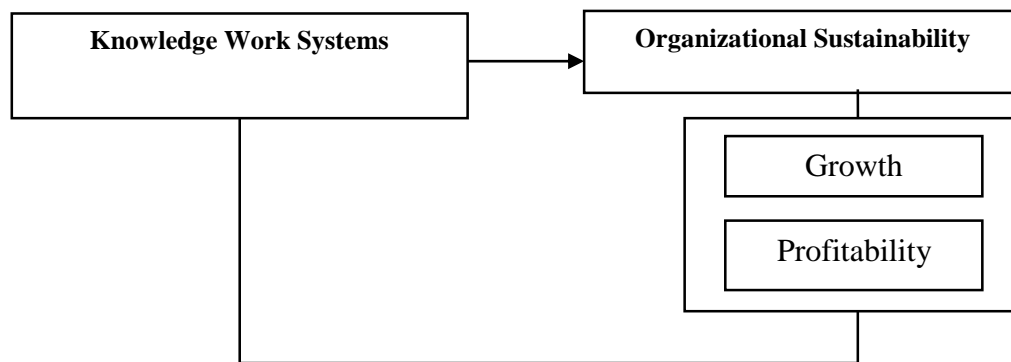 Knowledge Work Systems
Organizational Sustainability
Growth
Profitability